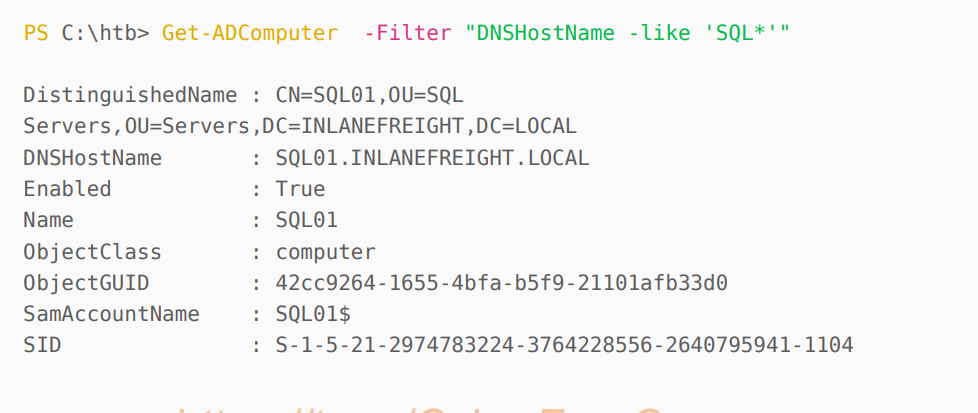 PS C:\htb> Get-ADComputer  -Filter "DNSHostName -like 'SQL*'"
DistinguishedName : CN=SQL01,OU=SQL
Servers,OU=Servers,DC=INLANEFREIGHT,DC=LOCAL
DNSHostName       : SQL01.INLANEFREIGHT.LOCAL
Enabled           : True
Name              : SQL01
ObjectClass       : computer
ObjectGUID        : 42cc9264-1655-4bfa-b5f9-21101afb33d0
SamAccountName    : SQL01$
SID               : S-1-5-21-2974783224-3764228556-2640795941-1104